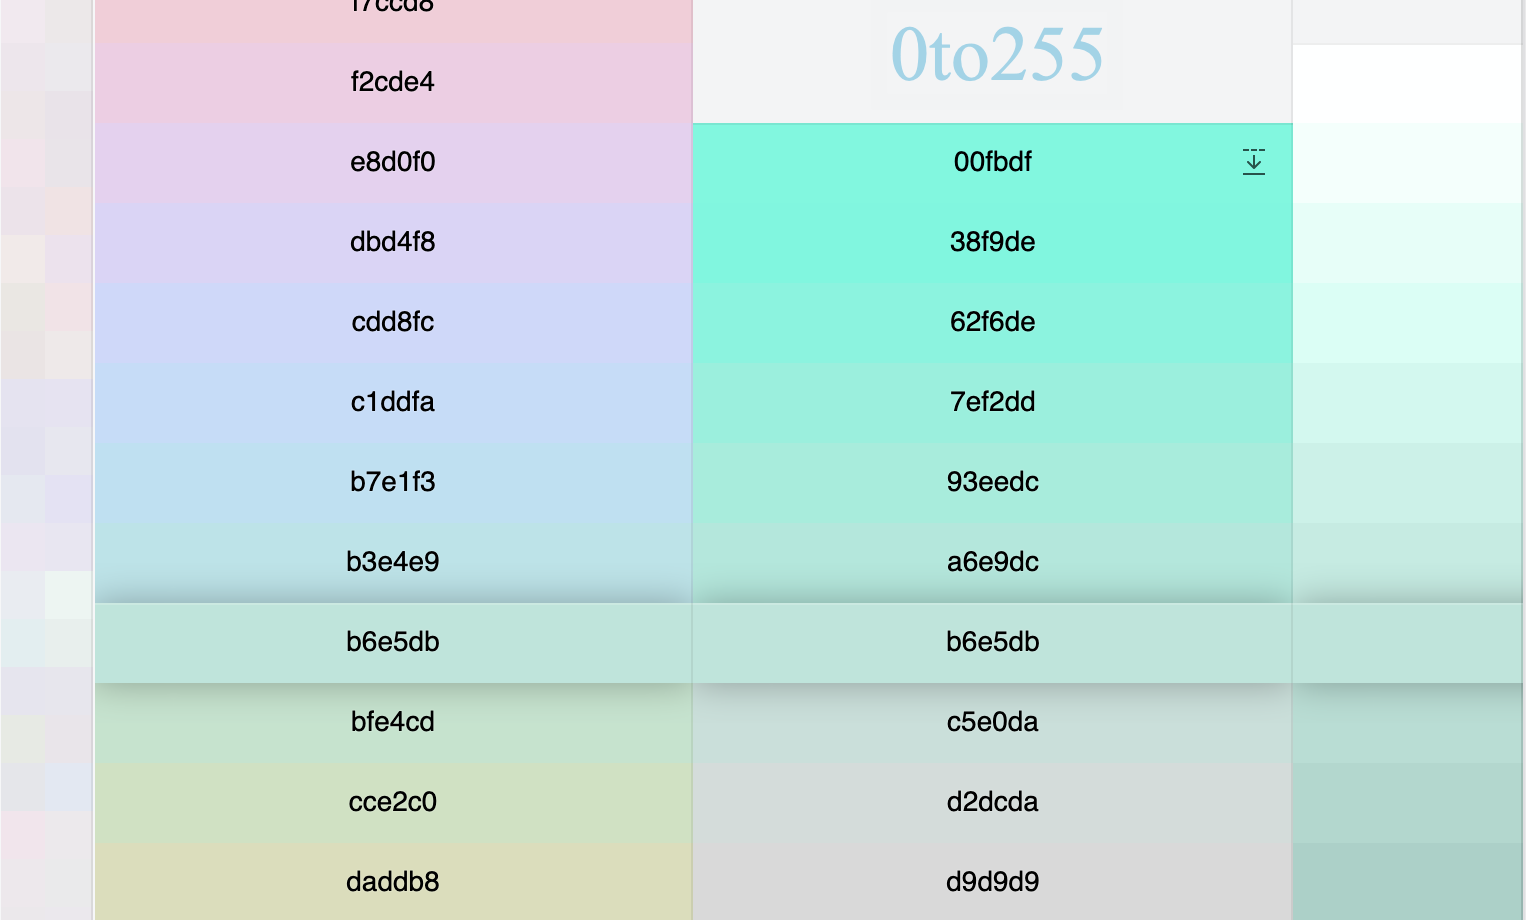 f7ccd8
f2cde4
e8d0f0
dbd4f8
cdd8fc
c1ddfa
b7e1f3
b3e4e9
b6e5db
bfe4cd
cce2c0
daddb8
0to255
00fbdf
38f9de
62f6de
7ef2dd
93eedc
a6e9dc
b6e5db
c5e0da
d2dcda
d9d9d9